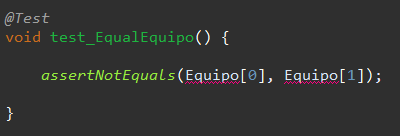 @Test
void test_EqualEquipo() {
assertNotEquals(Equipo[0], Equipo[1]);
}